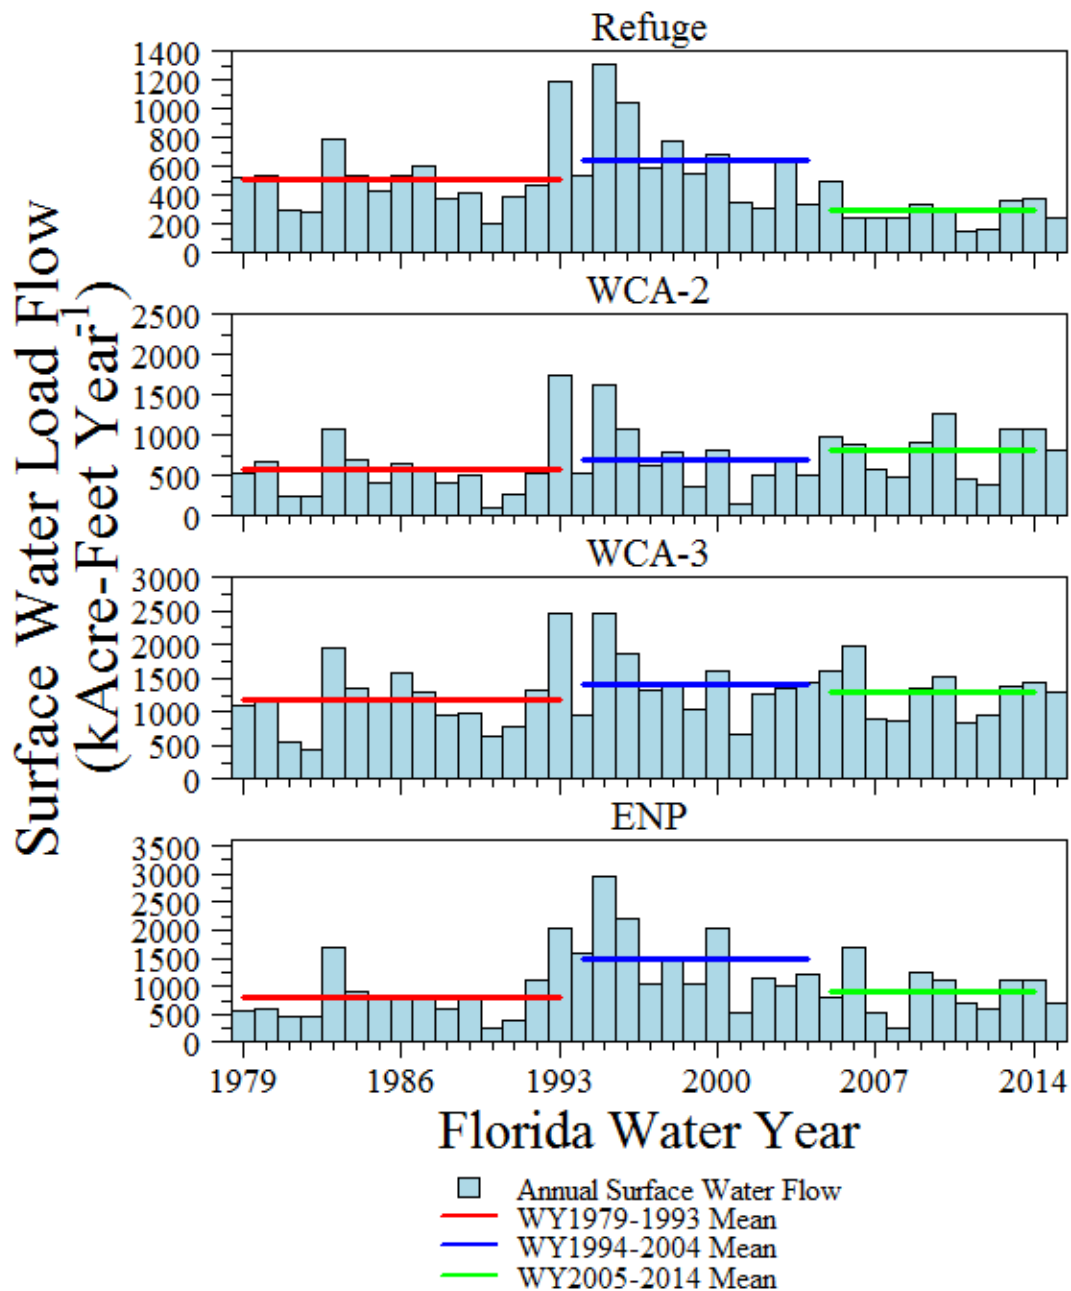 Refuge
1400
1200
1000
800
600
400
200
0
WCA-2
2500
2000
1500
1000
500
0
WCA-3
3000
2500
2000
1500
1000
500
0
ENP
3500
3000
2500
2000
1500
1000
500
0
1979 1986 1993 2000 2007 2014
Surface Water Load Flow
(kAcre-Feet Year⁻¹)
Florida Water Year
Annual Surface Water Flow
WY1979-1993 Mean
WY1994-2004 Mean
WY2005-2014 Mean